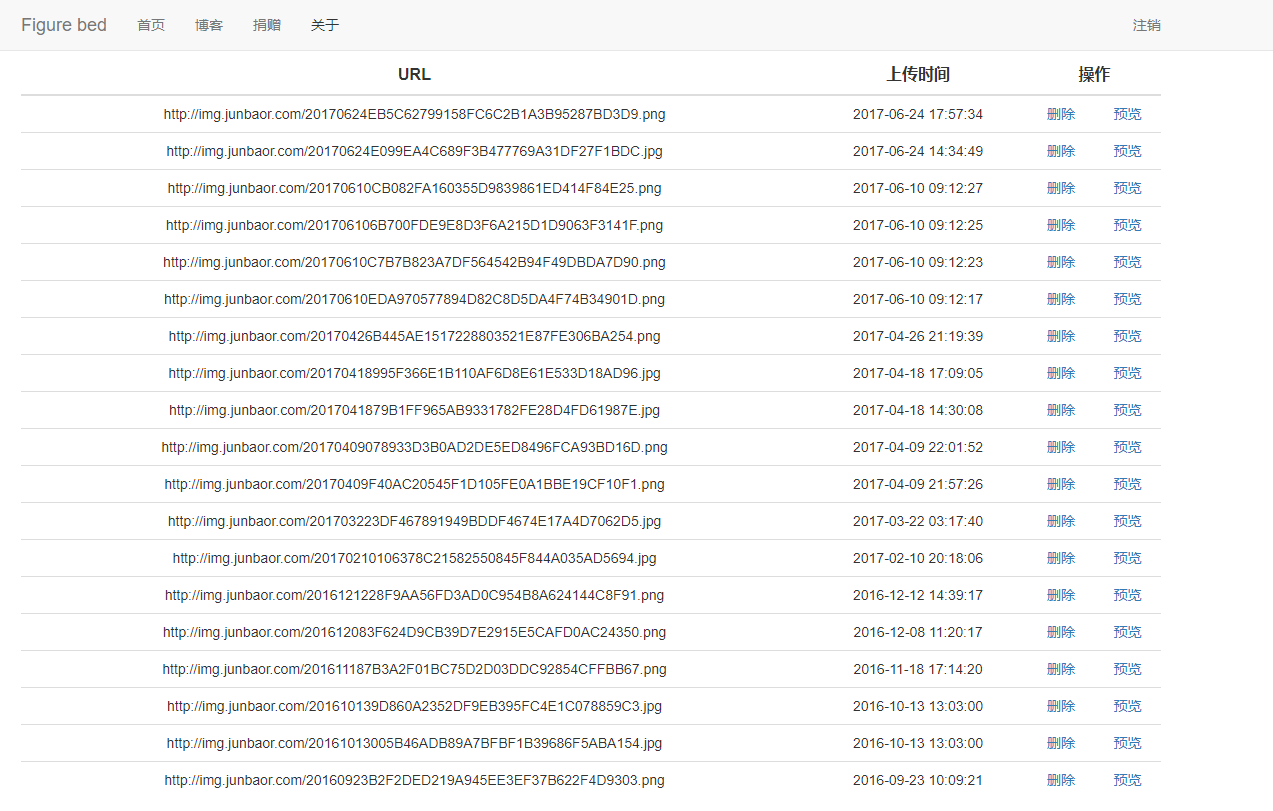 Figure bed 首页 博客 捐赠 关于 注销
URL 上传时间 操作
http://img.junbaor.com/20170624EB5C62799158FC6C2B1A3B95287BD3D9.png 2017-06-24 17:57:34 删除 预览
http://img.junbaor.com/20170624E099EA4C689F3B477769A31DF27F1BDC.jpg 2017-06-24 14:34:49 删除 预览
http://img.junbaor.com/20170610CB082FA160355D9839861ED414F84E25.png 2017-06-10 09:12:27 删除 预览
http://img.junbaor.com/201706106B700FDE9E8D3F6A215D1D9063F3141F.png 2017-06-10 09:12:25 删除 预览
http://img.junbaor.com/20170610C7B7B823A7DF564542B94F49DBDA7D90.png 2017-06-10 09:12:23 删除 预览
http://img.junbaor.com/20170610EDA970577894D82C8D5DA4F74B34901D.png 2017-06-10 09:12:17 删除 预览
http://img.junbaor.com/20170426B445AE1517228803521E87FE306BA254.png 2017-04-26 21:19:39 删除 预览
http://img.junbaor.com/20170418995F366E1B110AF6D8E61E533D18AD96.jpg 2017-04-18 17:09:05 删除 预览
http://img.junbaor.com/2017041879B1FF965AB9331782FE28D4FD61987E.jpg 2017-04-18 14:30:08 删除 预览
http://img.junbaor.com/20170409078933D3B0AD2DE5ED8496FCA93BD16D.png 2017-04-09 22:01:52 删除 预览
http://img.junbaor.com/20170409F40AC20545F1D105FE0A1BBE19CF10F1.png 2017-04-09 21:57:26 删除 预览
http://img.junbaor.com/201703223DF467891949BDDF4674E17A4D7062D5.jpg 2017-03-22 03:17:40 删除 预览
http://img.junbaor.com/20170210106378C21582550845F844A035AD5694.jpg 2017-02-10 20:18:06 删除 预览
http://img.junbaor.com/2016121228F9AA56FD3AD0C954B8A624144C8F91.png 2016-12-12 14:39:17 删除 预览
http://img.junbaor.com/201612083F624D9CB39D7E2915E5CAFD0AC24350.png 2016-12-08 11:20:17 删除 预览
http://img.junbaor.com/201611187B3A2F01BC75D2D03DDC92854CFFBB67.png 2016-11-18 17:14:20 删除 预览
http://img.junbaor.com/201610139D860A2352DF9EB395FC4E1C078859C3.jpg 2016-10-13 13:03:00 删除 预览
http://img.junbaor.com/20161013005B46ADB89A7BFBF1B39686F5ABA154.jpg 2016-10-13 13:03:00 删除 预览
http://img.junbaor.com/20160923B2F2DED219A945EE3EF37B622F4D9303.png 2016-09-23 10:09:21 删除 预览